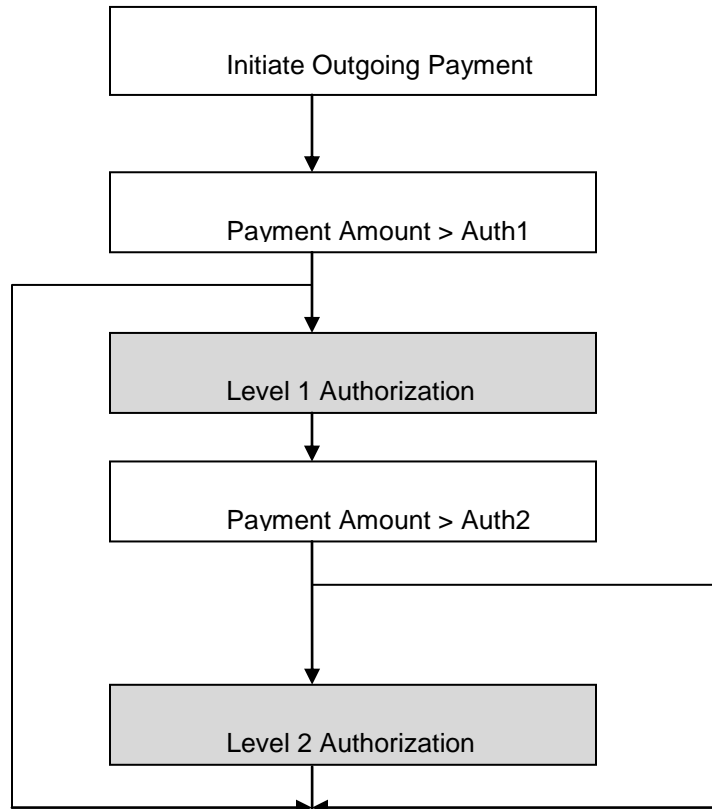 Initiate Outgoing Payment
Payment Amount > Auth1
Level 1 Authorization
Payment Amount > Auth2
Level 2 Authorization